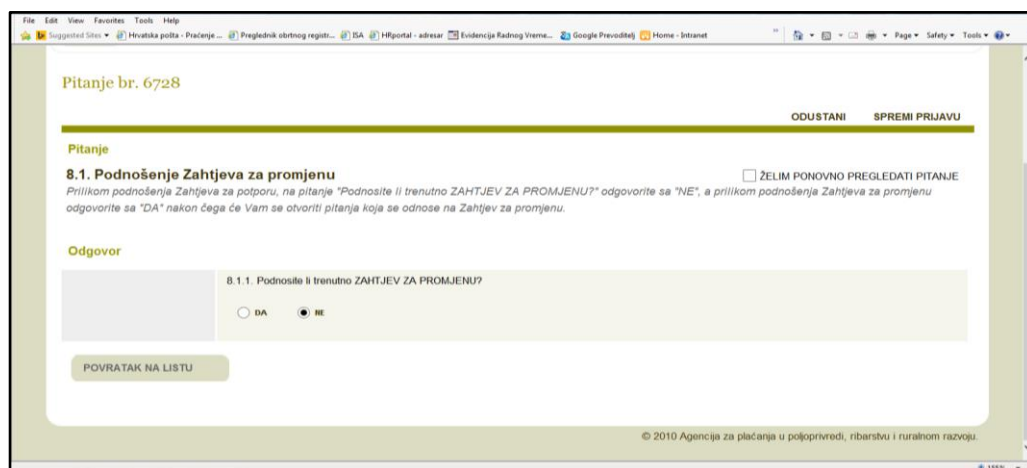 File Edit View Favorites Tools Help
Suggested Sites Hrvatska pošta - Praćenje ... Preglednik obrtnog registr... ISA HRportal - adresar Evidencija Radnog Vreme... Google Prevoditelj Home - Intranet " Page Safety Tools
Pitanje br. 6728
ODUSTANI SPREMI PRIJAVU
Pitanje
8.1. Podnošenje Zahtjeva za promjenu
ŽELIM PONOVNO PREGLEDATI PITANJE
Prilikom podnošenja Zahtjeva za potporu, na pitanje "Podnosite li trenutno ZAHTJEV ZA PROMJENU?" odgovorite sa "NE", a prilikom podnošenja Zahtjeva za promjenu
odgovorite sa "DA" nakon čega će Vam se otvoriti pitanja koja se odnose na Zahtjev za promjenu.
Odgovor
8.1.1. Podnosite li trenutno ZAHTJEV ZA PROMJENU?
DA NE
POVRATAK NA LISTU
© 2010 Agencija za plaćanja u poljoprivredi, ribarstvu i ruralnom razvoju.